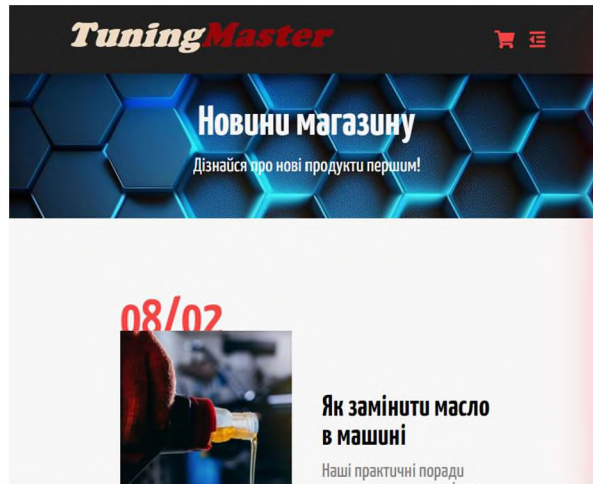 TuningMaster
Новини магазину
Дізнайся про нові продукти першим!
08/02
Як замінити масло
в машині
Наші практичні поради